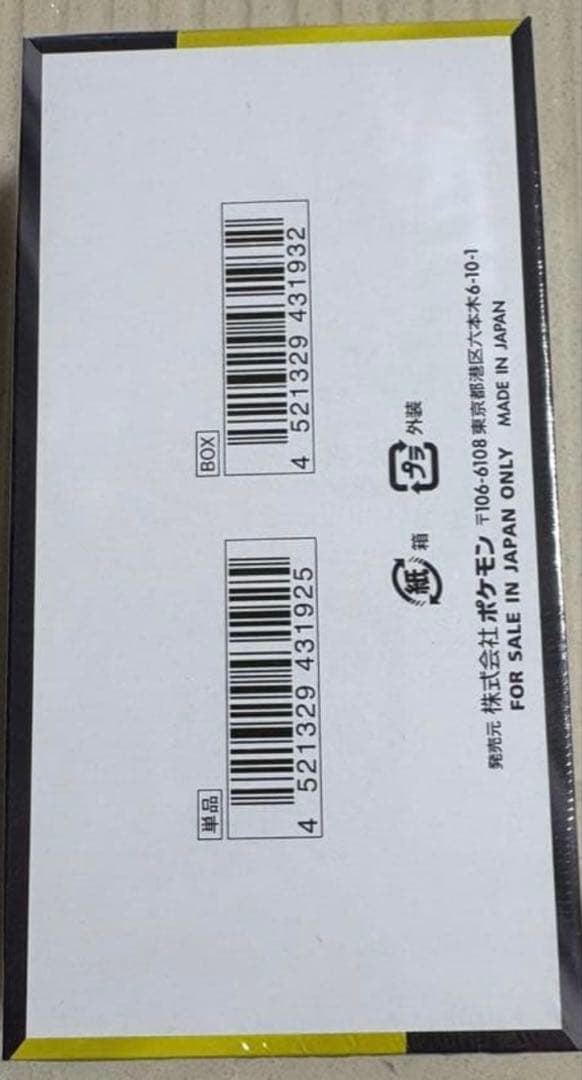 単品
4 521329 431925
BOX
4 521329 431932
紙 箱
プラ 外装
発売元 株式会社ポケモン 〒106-6108 東京都港区六本木6-10-1
FOR SALE IN JAPAN ONLY MADE IN JAPAN